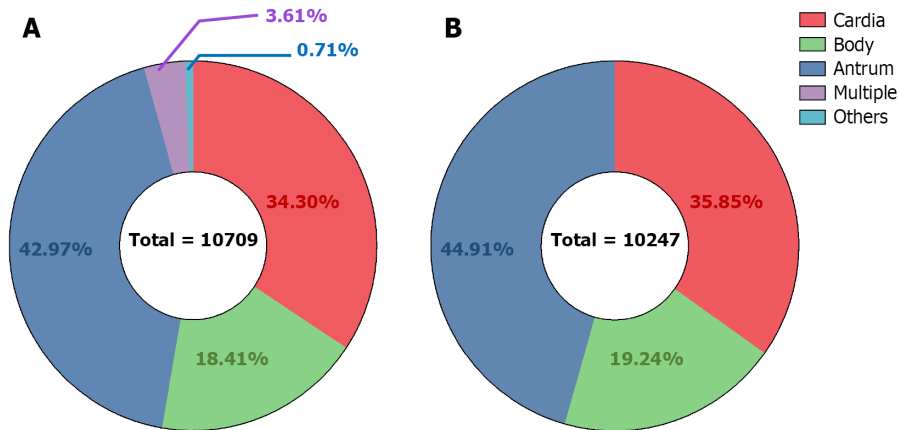 A
3.61%
0.71%
34.30%
Total = 10709
42.97%
18.41%
B
35.85%
Total = 10247
44.91%
19.24%
Cardia
Body
Antrum
Multiple
Others